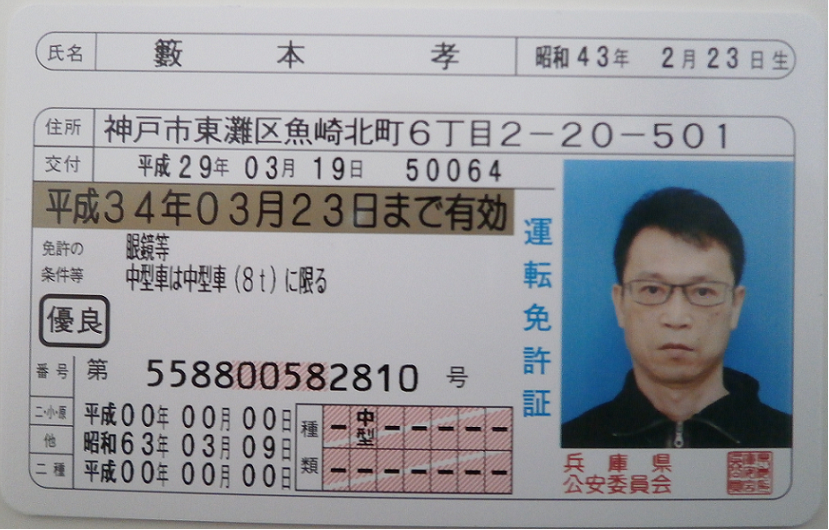 氏名 籔本 孝 昭和43年 2月23日生
住所 神戸市東灘区魚崎北町6丁目2-20-501
交付 平成29年03月19日 50064
平成34年03月23日まで有効
免許の 眼鏡等
条件等 中型車は中型車(8t)に限る
優良
番号 第 558800582810 号
二・小・原 平成00年00月00日
他 昭和63年03月09日
二種 平成00年00月00日
種類 - 中型 - - - - -
- - - - - - -
運転免許証
兵庫県
公安委員会